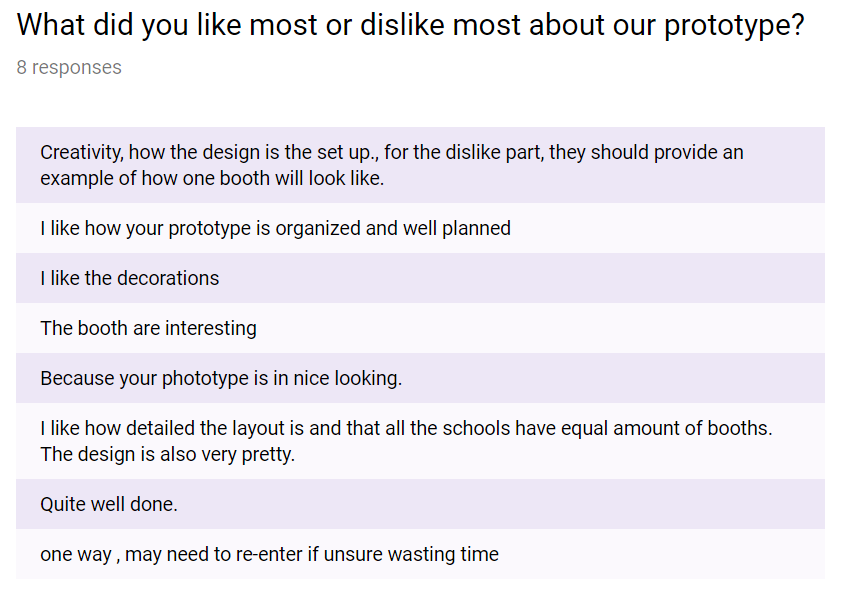 What did you like most or dislike most about our prototype?
8 responses
Creativity, how the design is the set up., for the dislike part, they should provide an
example of how one booth will look like.
I like how your prototype is organized and well planned
I like the decorations
The booth are interesting
Because your phototype is in nice looking.
I like how detailed the layout is and that all the schools have equal amount of booths.
The design is also very pretty.
Quite well done.
one way , may need to re-enter if unsure wasting time